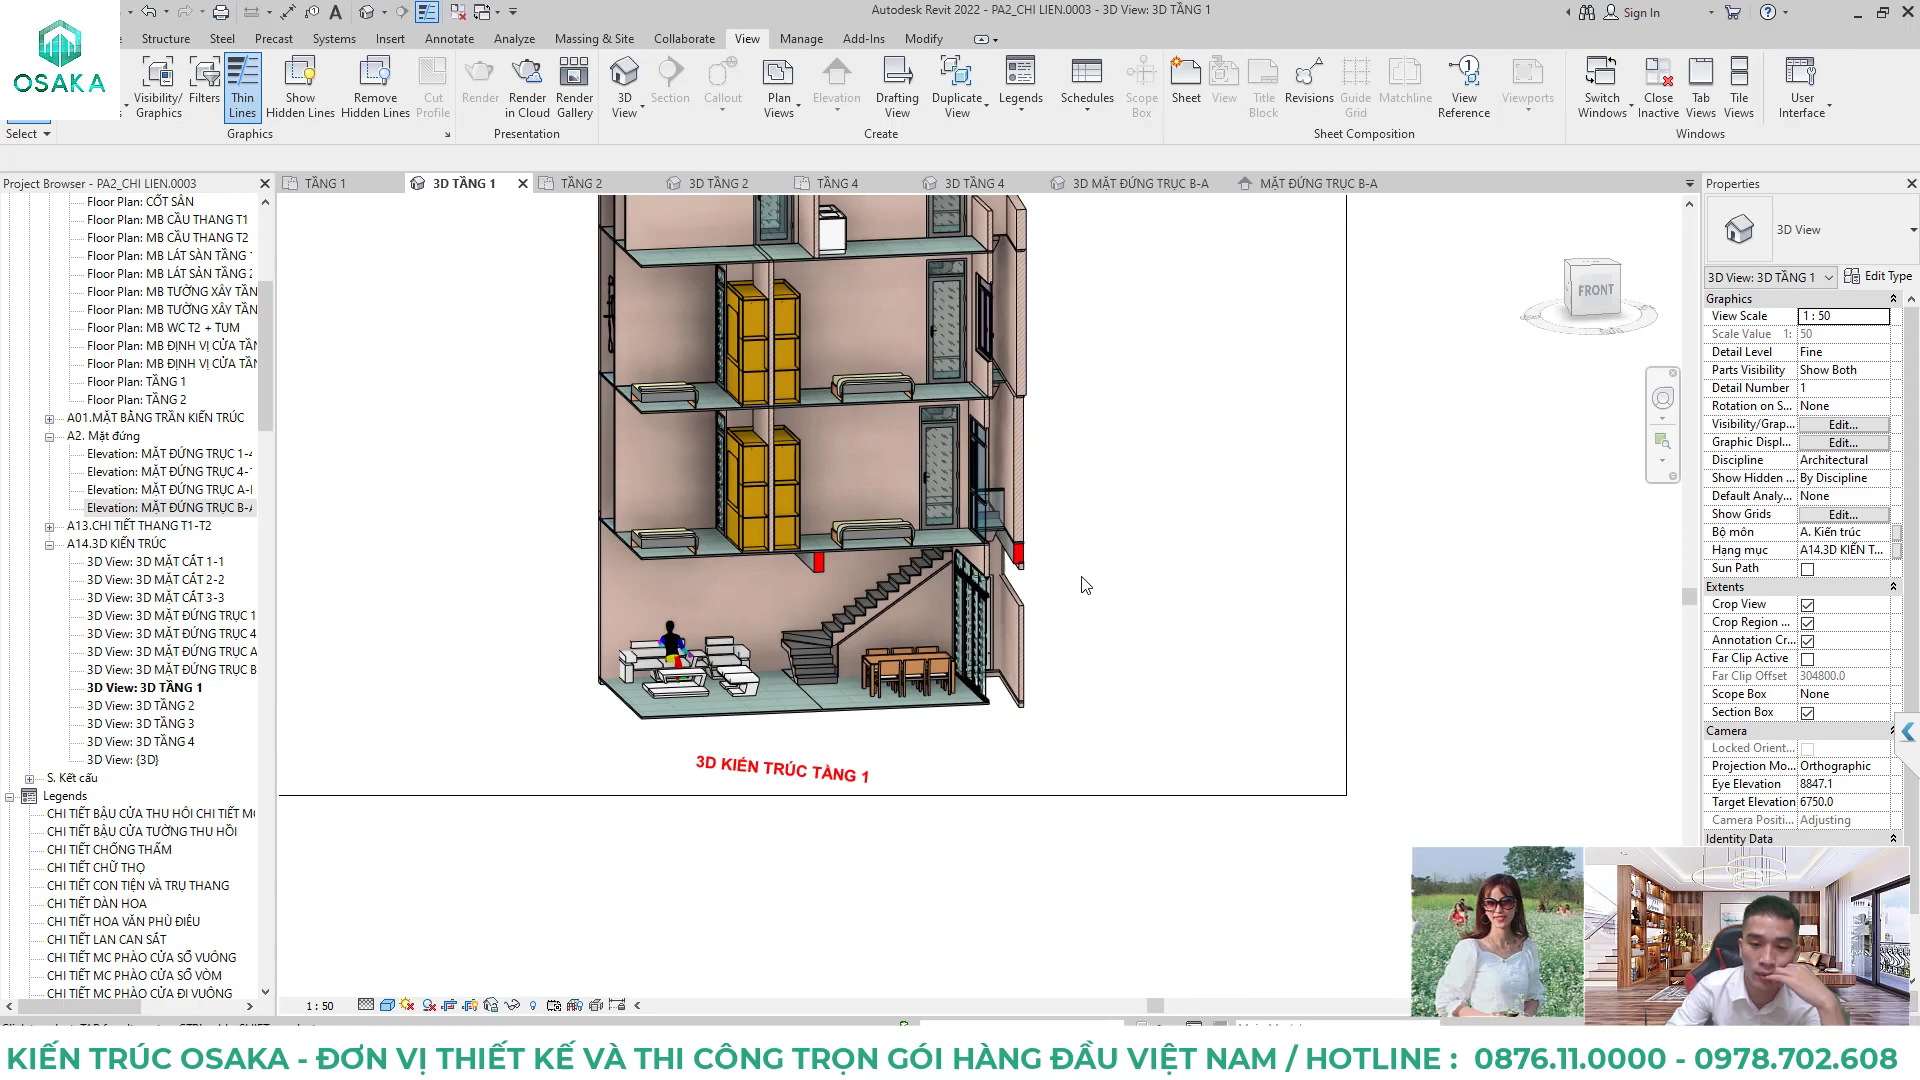 OSAKA
Autodesk Revit 2022 - PA2_CHI LIEN.0003 - 3D View: 3D TẦNG 1
Sign In
Structure Steel Precast Systems Insert Annotate Analyze Massing & Site Collaborate View Manage Add-Ins Modify
Visibility/ Graphics
Filters
Thin Lines
Show Hidden Lines
Remove Hidden Lines
Cut Profile
Render
Render in Cloud
Render Gallery
3D View
Section
Callout
Plan Views
Elevation
Drafting View
Duplicate View
Legends
Schedules
Scope Box
Sheet
View
Title Block
Revisions
Guide Grid
Matchline
View Reference
Viewports
Switch Windows
Close Inactive
Tab Views
Tile Views
User Interface
Select
Graphics
Presentation
Create
Sheet Composition
Windows
Project Browser - PA2_CHI LIEN.0003
TẦNG 1
3D TẦNG 1
TẦNG 2
3D TẦNG 2
TẦNG 4
3D TẦNG 4
3D MẶT ĐỨNG TRỤC B-A
MẶT ĐỨNG TRỤC B-A
Floor Plan: CỐT SÂN
Floor Plan: MB CẦU THANG T1
Floor Plan: MB CẦU THANG T2
Floor Plan: MB LÁT SÀN TẦNG
Floor Plan: MB LÁT SÀN TẦNG 2
Floor Plan: MB TƯỜNG XÂY TẦN
Floor Plan: MB TƯỜNG XÂY TẦN
Floor Plan: MB WC T2 + TUM
Floor Plan: MB ĐỊNH VỊ CỬA TẦN
Floor Plan: MB ĐỊNH VỊ CỬA TẦN
Floor Plan: TẦNG 1
Floor Plan: TẦNG 2
A01.MẶT BẰNG TRẦN KIẾN TRÚC
A2. Mặt đứng
Elevation: MẶT ĐỨNG TRỤC 1-4
Elevation: MẶT ĐỨNG TRỤC 4-
Elevation: MẶT ĐỨNG TRỤC A-
Elevation: MẶT ĐỨNG TRỤC B-
A13.CHI TIẾT THANG T1-T2
A14.3D KIẾN TRÚC
3D View: 3D MẶT CẮT 1-1
3D View: 3D MẶT CẮT 2-2
3D View: 3D MẶT CẮT 3-3
3D View: 3D MẶT ĐỨNG TRỤC 1
3D View: 3D MẶT ĐỨNG TRỤC 4
3D View: 3D MẶT ĐỨNG TRỤC A
3D View: 3D MẶT ĐỨNG TRỤC B
3D View: 3D TẦNG 1
3D View: 3D TẦNG 2
3D View: 3D TẦNG 3
3D View: 3D TẦNG 4
3D View: {3D}
S. Kết cấu
Legends
CHI TIẾT BẬU CỬA THU HỒI CHI TIẾT
CHI TIẾT BẬU CỬA TƯỜNG THU HỒI
CHI TIẾT CHỐNG THẤM
CHI TIẾT CHỮ THỌ
CHI TIẾT CON TIỆN VÀ TRỤ THANG
CHI TIẾT DÀN HOA
CHI TIẾT HOA VĂN PHÙ ĐIÊU
CHI TIẾT LAN CAN SẮT
CHI TIẾT MC PHÀO CỬA SỔ VUÔNG
CHI TIẾT MC PHÀO CỬA SỔ VÒM
CHI TIẾT MC PHÀO CỬA ĐI VUÔNG
FRONT
3D KIẾN TRÚC TẦNG 1
1 : 50
Properties
3D View
3D View: 3D TẦNG 1
Edit Type
Graphics
View Scale 1 : 50
Scale Value 1: 50
Detail Level Fine
Parts Visibility Show Both
Detail Number 1
Rotation on S... None
Visibility/Grap... Edit...
Graphic Displ... Edit...
Discipline Architectural
Show Hidden ... By Discipline
Default Analy... None
Show Grids Edit...
Bộ môn A. Kiến trúc
Hạng mục A14.3D KIẾN T...
Sun Path
Extents
Crop View
Crop Region ...
Annotation Cr...
Far Clip Active
Far Clip Offset 304800.0
Scope Box None
Section Box
Camera
Locked Orient...
Projection Mo... Orthographic
Eye Elevation 8847.1
Target Elevation 6750.0
Camera Positi... Adjusting
Identity Data
KIẾN TRÚC OSAKA - ĐƠN VỊ THIẾT KẾ VÀ THI CÔNG TRỌN GÓI HÀNG ĐẦU VIỆT NAM / HOTLINE : 0876.11.0000 - 0978.702.608